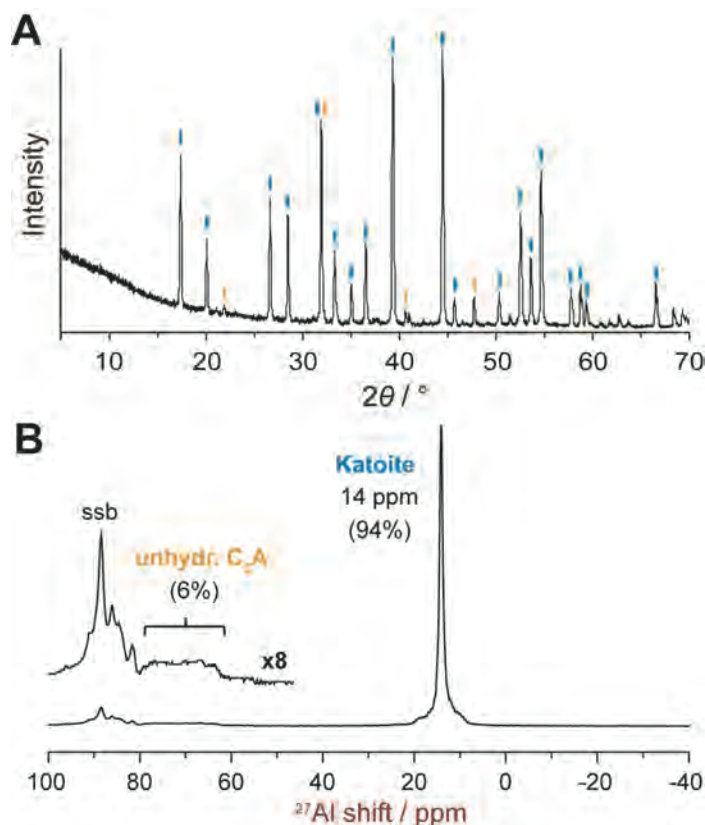 A
Intensity
10 20 30 40 50 60 70
2θ / °
B
Katoite
14 ppm
(94%)
ssb
unhydr. C₃A
(6%)
x8
100 80 60 40 20 0 -20 -40
²⁷Al shift / ppm